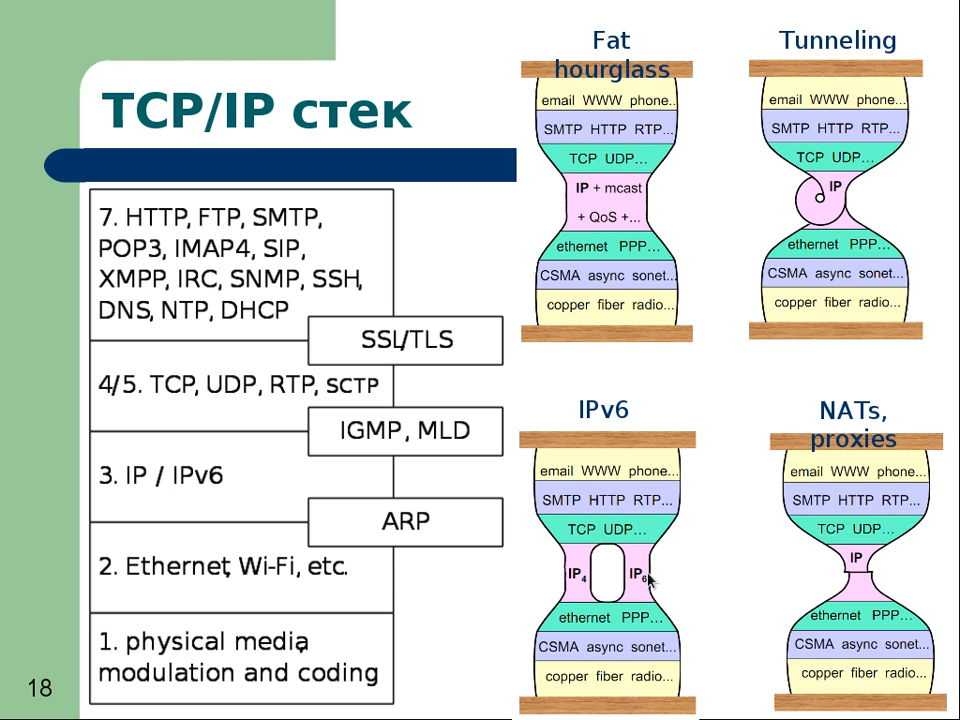 TCP/IP стек
7. HTTP, FTP, SMTP,
POP3, IMAP4, SIP,
XMPP, IRC, SNMP, SSH,
DNS, NTP, DHCP
SSL/TLS
4/5. TCP, UDP, RTP, SCTP
IGMP, MLD
3. IP / IPv6
ARP
2. Ethernet, Wi-Fi, etc.
1. physical media,
modulation and coding
18
Fat
hourglass
email WWW phone...
SMTP HTTP RTP...
TCP UDP...
IP + mcast
+ QoS +...
ethernet PPP...
CSMA async sonet...
copper fiber radio...
Tunneling
email WWW phone...
SMTP HTTP RTP...
TCP UDP...
IP
ethernet PPP...
CSMA async sonet...
copper fiber radio...
IPv6
email WWW phone...
SMTP HTTP RTP...
TCP UDP...
IP4 IP6
ethernet PPP...
CSMA async sonet...
copper fiber radio...
NATs,
proxies
email WWW phone...
SMTP HTTP RTP...
TCP UDP...
IP
ethernet PPP...
CSMA async sonet...
copper fiber radio...